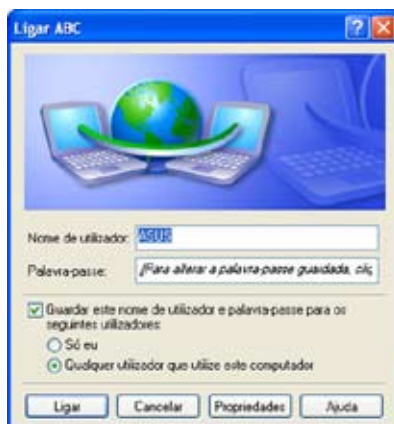 Ligar ABC
Nome de utilizador: ASUS
Palavra-passe: [Para alterar a palavra-passe guardada, cliq
Guardar este nome de utilizador e palavra-passe para os
seguintes utilizadores:
Só eu
Qualquer utilizador que utilize este computador
Ligar Cancelar Propriedades Ajuda